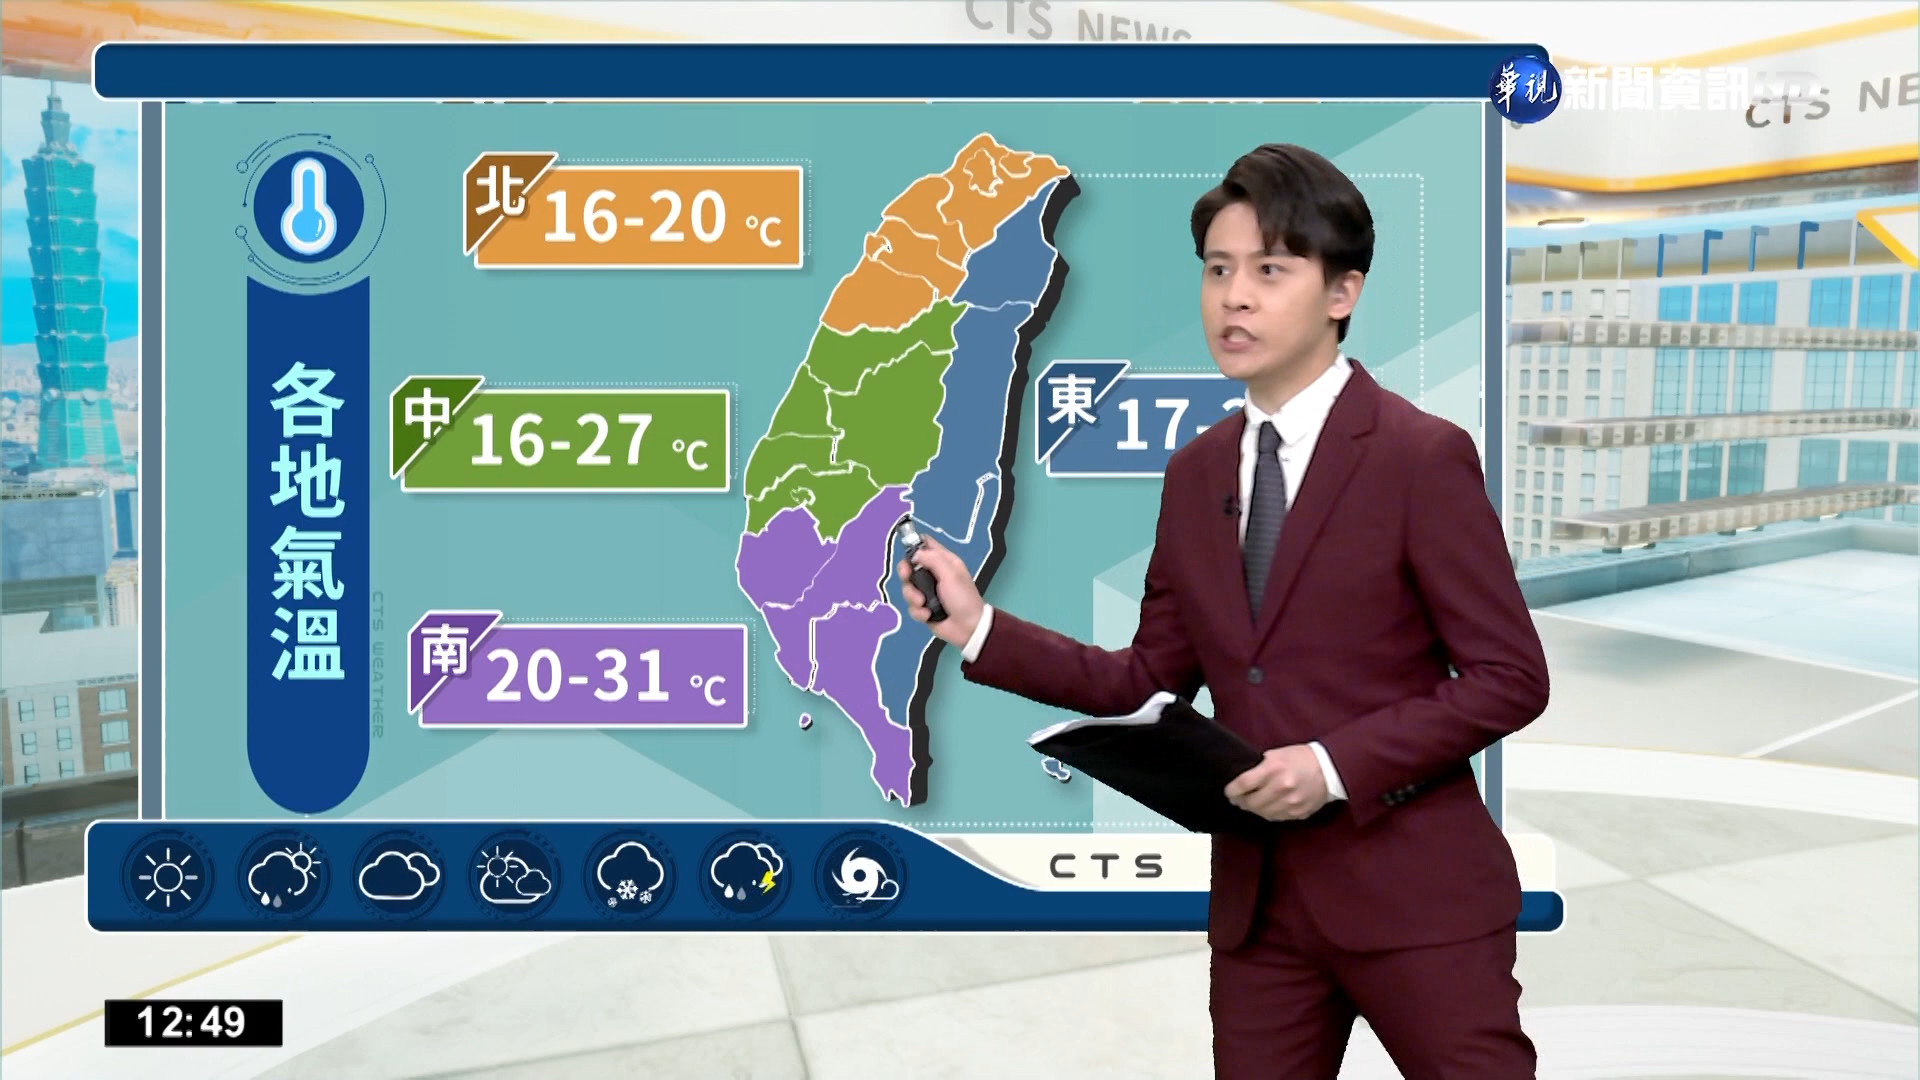 CTS NEWS
華視 新聞資訊 HD
CTS NE
北
16-20 ℃
中
16-27 ℃
東
17-
南
20-31 ℃
各地氣溫
CTS WEATHER
CTS
12:49